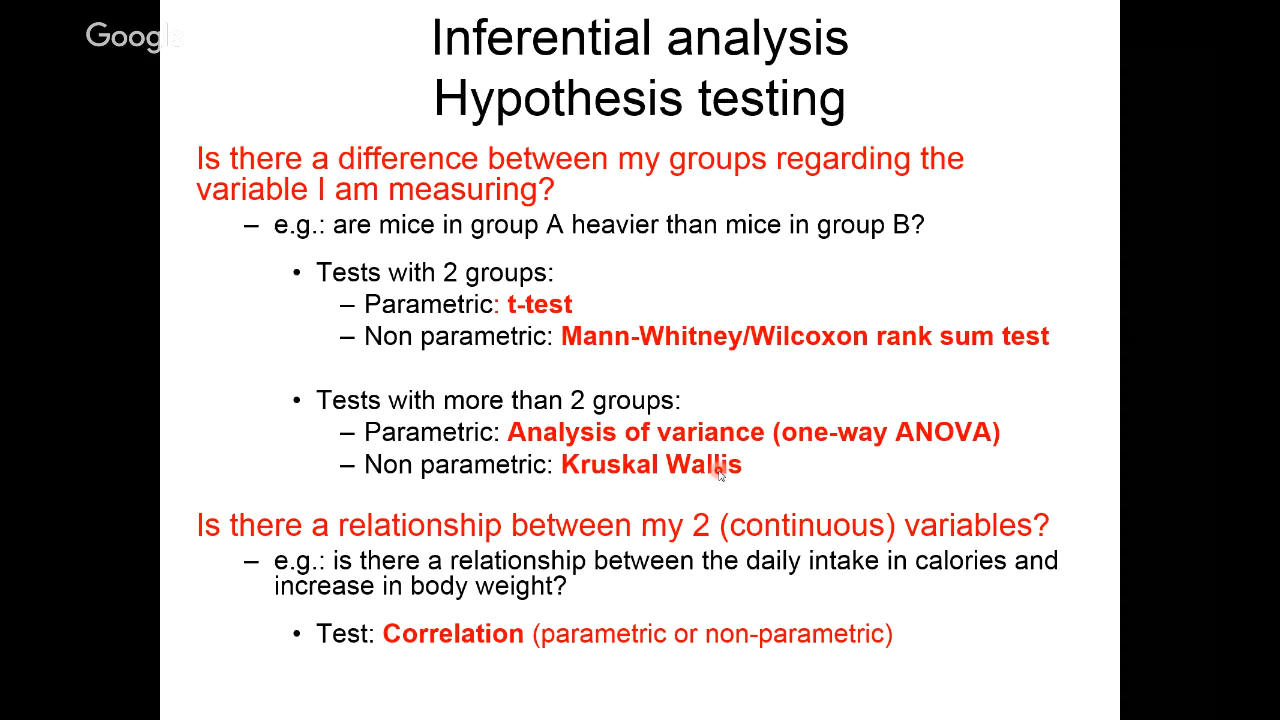 Google
Inferential analysis
Hypothesis testing
Is there a difference between my groups regarding the
variable I am measuring?
– e.g.: are mice in group A heavier than mice in group B?
• Tests with 2 groups:
– Parametric: t-test
– Non parametric: Mann-Whitney/Wilcoxon rank sum test
• Tests with more than 2 groups:
– Parametric: Analysis of variance (one-way ANOVA)
– Non parametric: Kruskal Wallis
Is there a relationship between my 2 (continuous) variables?
– e.g.: is there a relationship between the daily intake in calories and
increase in body weight?
• Test: Correlation (parametric or non-parametric)